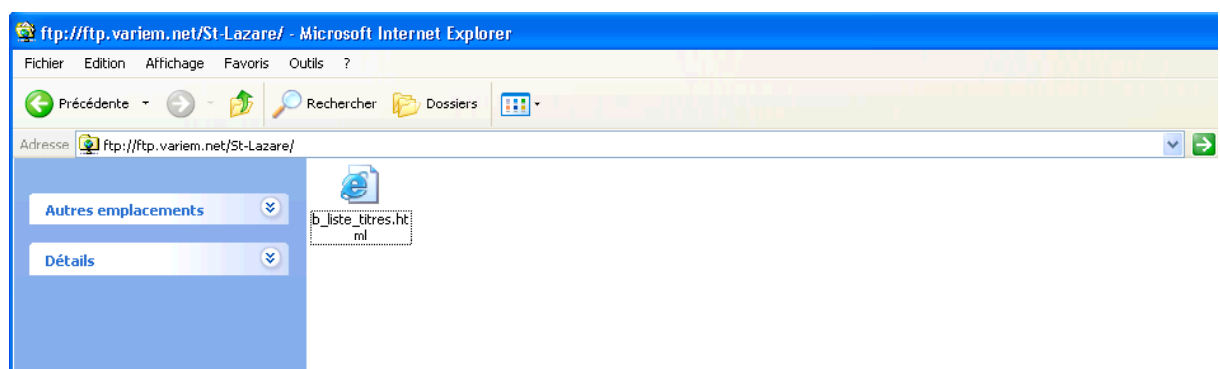 ftp://ftp.variem.net/St-Lazare/ - Microsoft Internet Explorer
Fichier Edition Affichage Favoris Outils ?
Précédente Rechercher Dossiers
Adresse ftp://ftp.variem.net/St-Lazare/
b_liste_titres.ht
ml
Autres emplacements
Détails